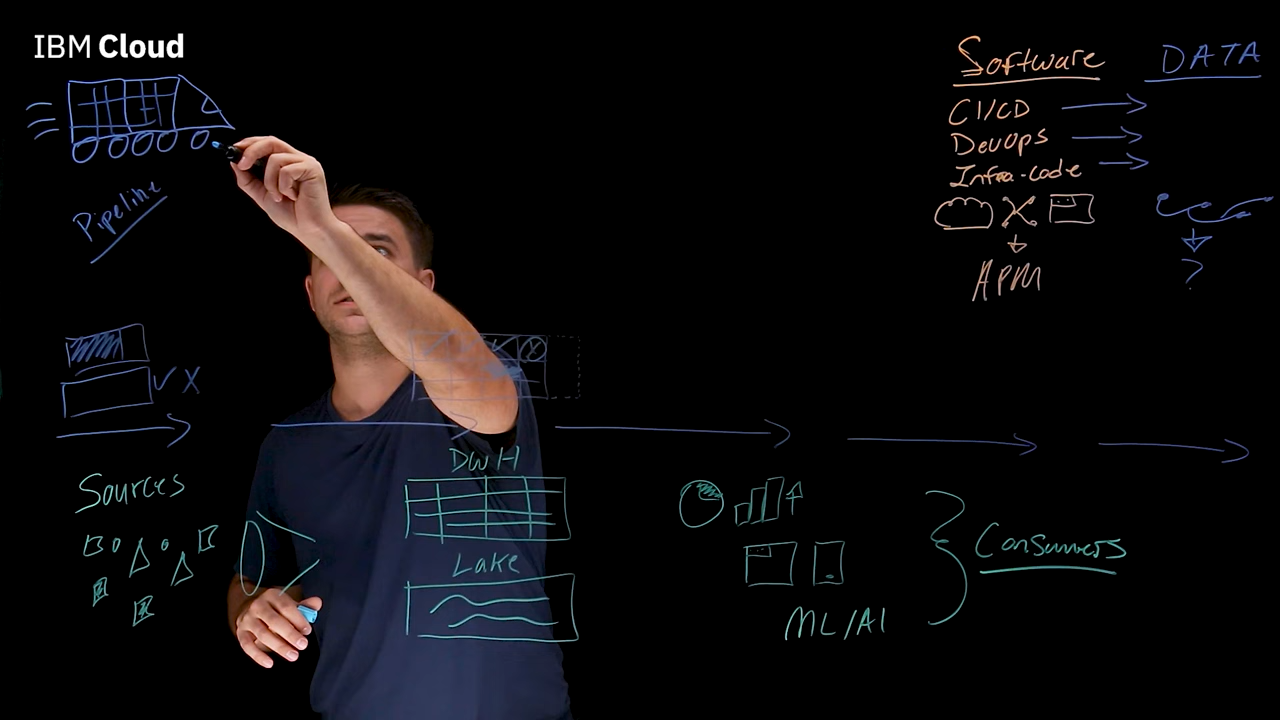 IBM Cloud
Software
CI/CD
DevOps
Infra-code
APM
DATA
?
Pipeline
✓ X
Sources
DWH
Lake
ML/AI
Consumers